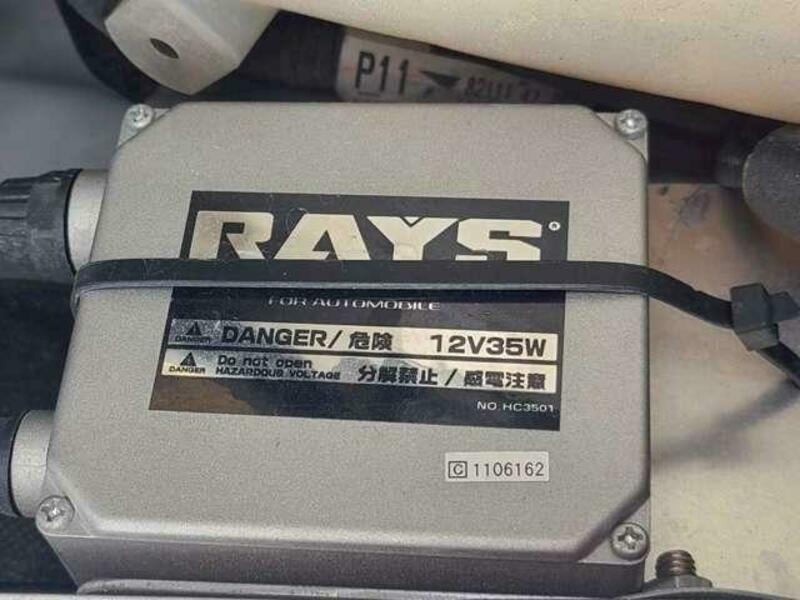 P11
RAYS®
FOR AUTOMOBILE
DANGER DANGER/危険 12V35W
DANGER Do not open HAZARDOUS VOLTAGE 分解禁止/感電注意
NO.HC3501
C 1106162